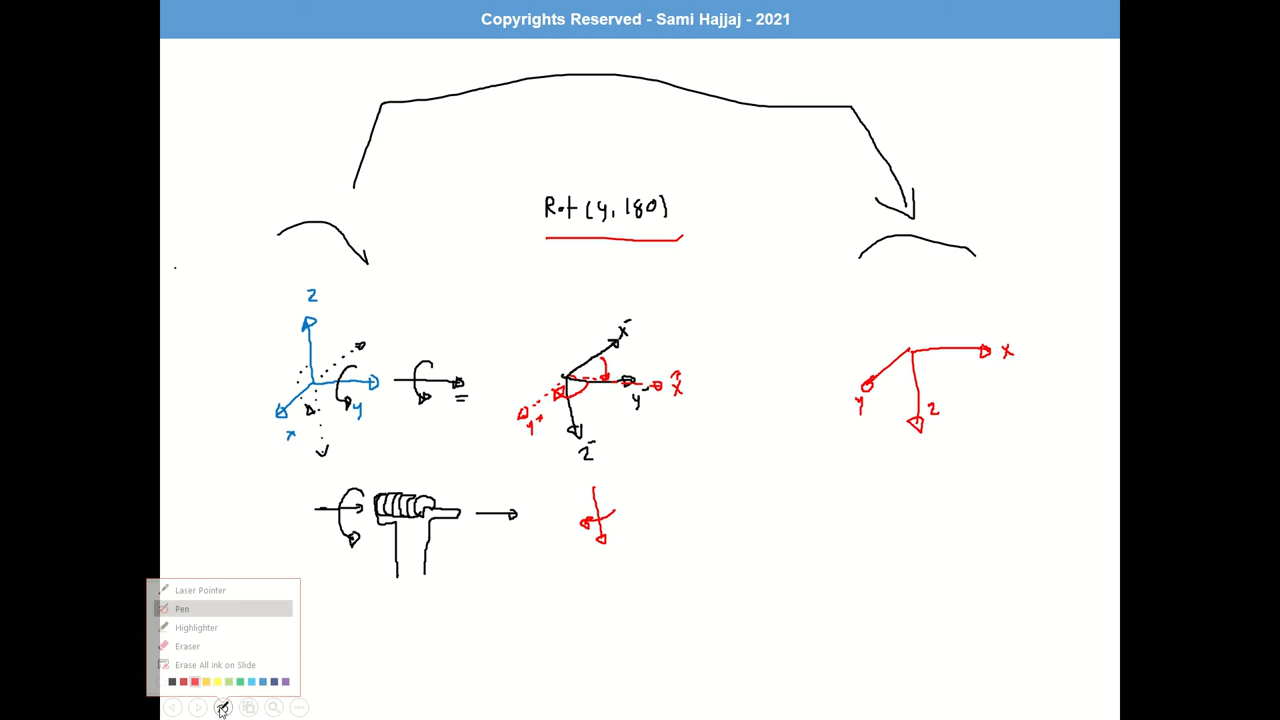 Copyrights Reserved - Sami Hajjaj - 2021
Rot (y, 180)
z
y
x
=
x⁻
x̂
y⁻
y⁺
z⁻
x
y
z
Laser Pointer
Pen
Highlighter
Eraser
Erase All Ink on Slide